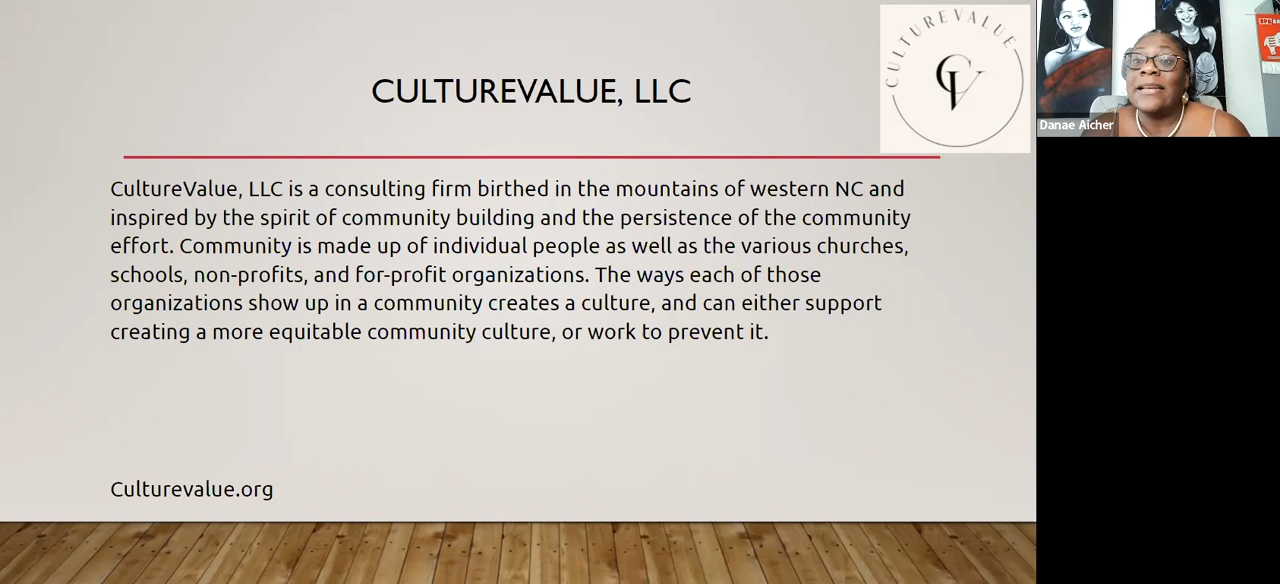 CULTUREVALUE, LLC
CULTUREVALUE
CV
Danae Aicher
CultureValue, LLC is a consulting firm birthed in the mountains of western NC and
inspired by the spirit of community building and the persistence of the community
effort. Community is made up of individual people as well as the various churches,
schools, non-profits, and for-profit organizations. The ways each of those
organizations show up in a community creates a culture, and can either support
creating a more equitable community culture, or work to prevent it.
Culturevalue.org